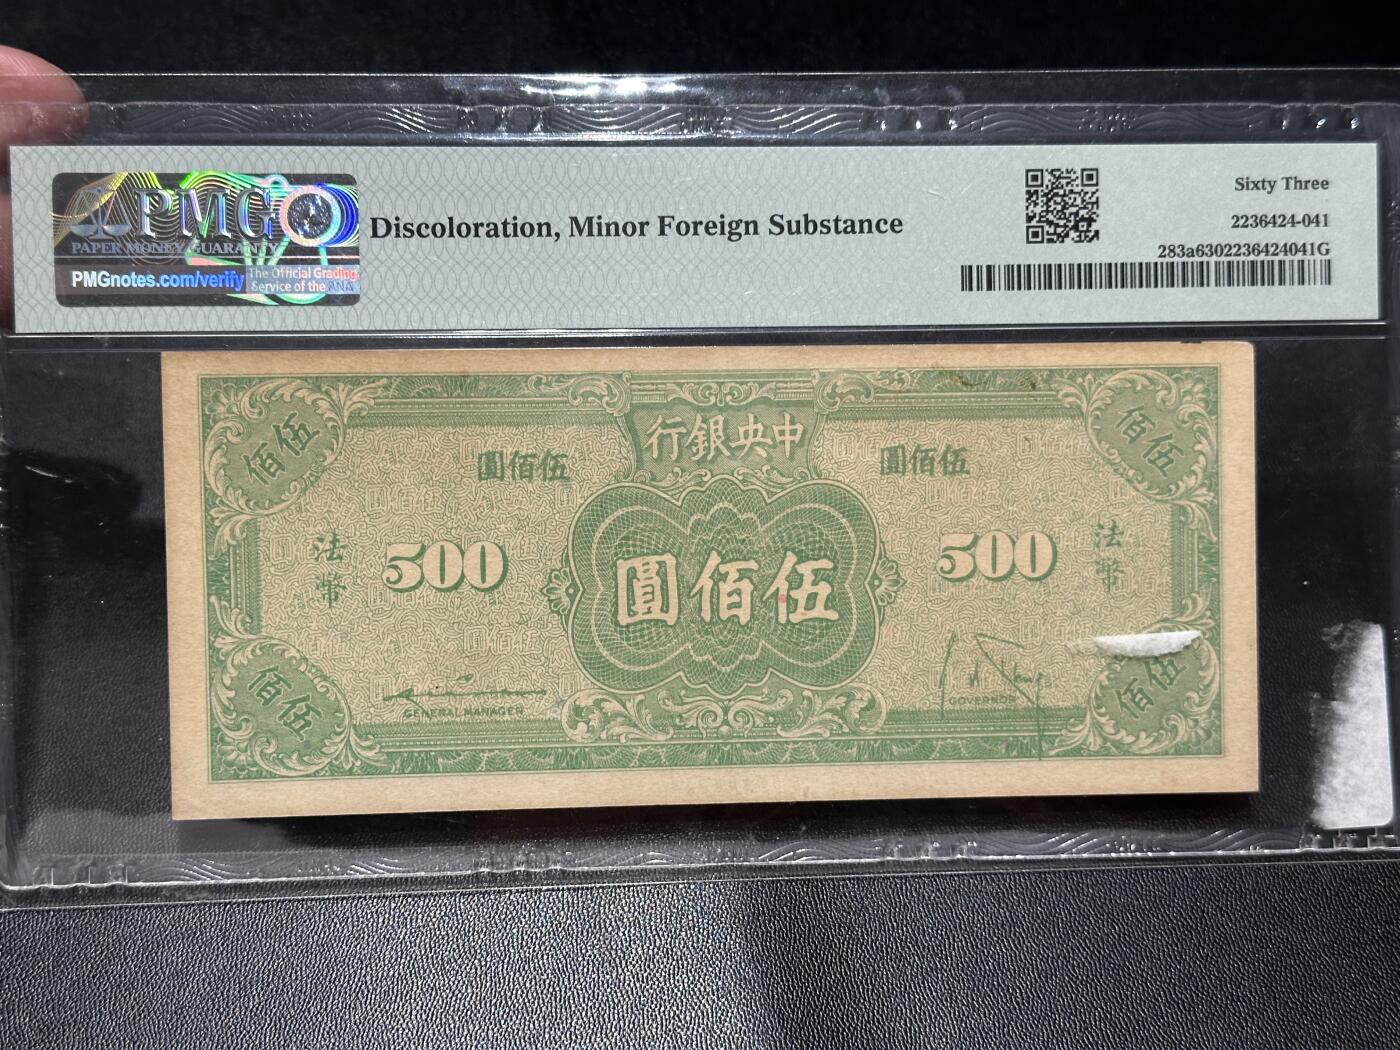 PMG
PAPER MONEY GUARANTY
PMGnotes.com/verify
The Official Grading
Service of the ANA
Discoloration, Minor Foreign Substance
Sixty Three
2236424-041
283a6302236424041G
行銀央中
佰伍
佰伍
圓佰伍
圓佰伍
法幣
500
圓佰伍
500
法幣
佰伍
佰伍
GENERAL MANAGER
GOVERNOR